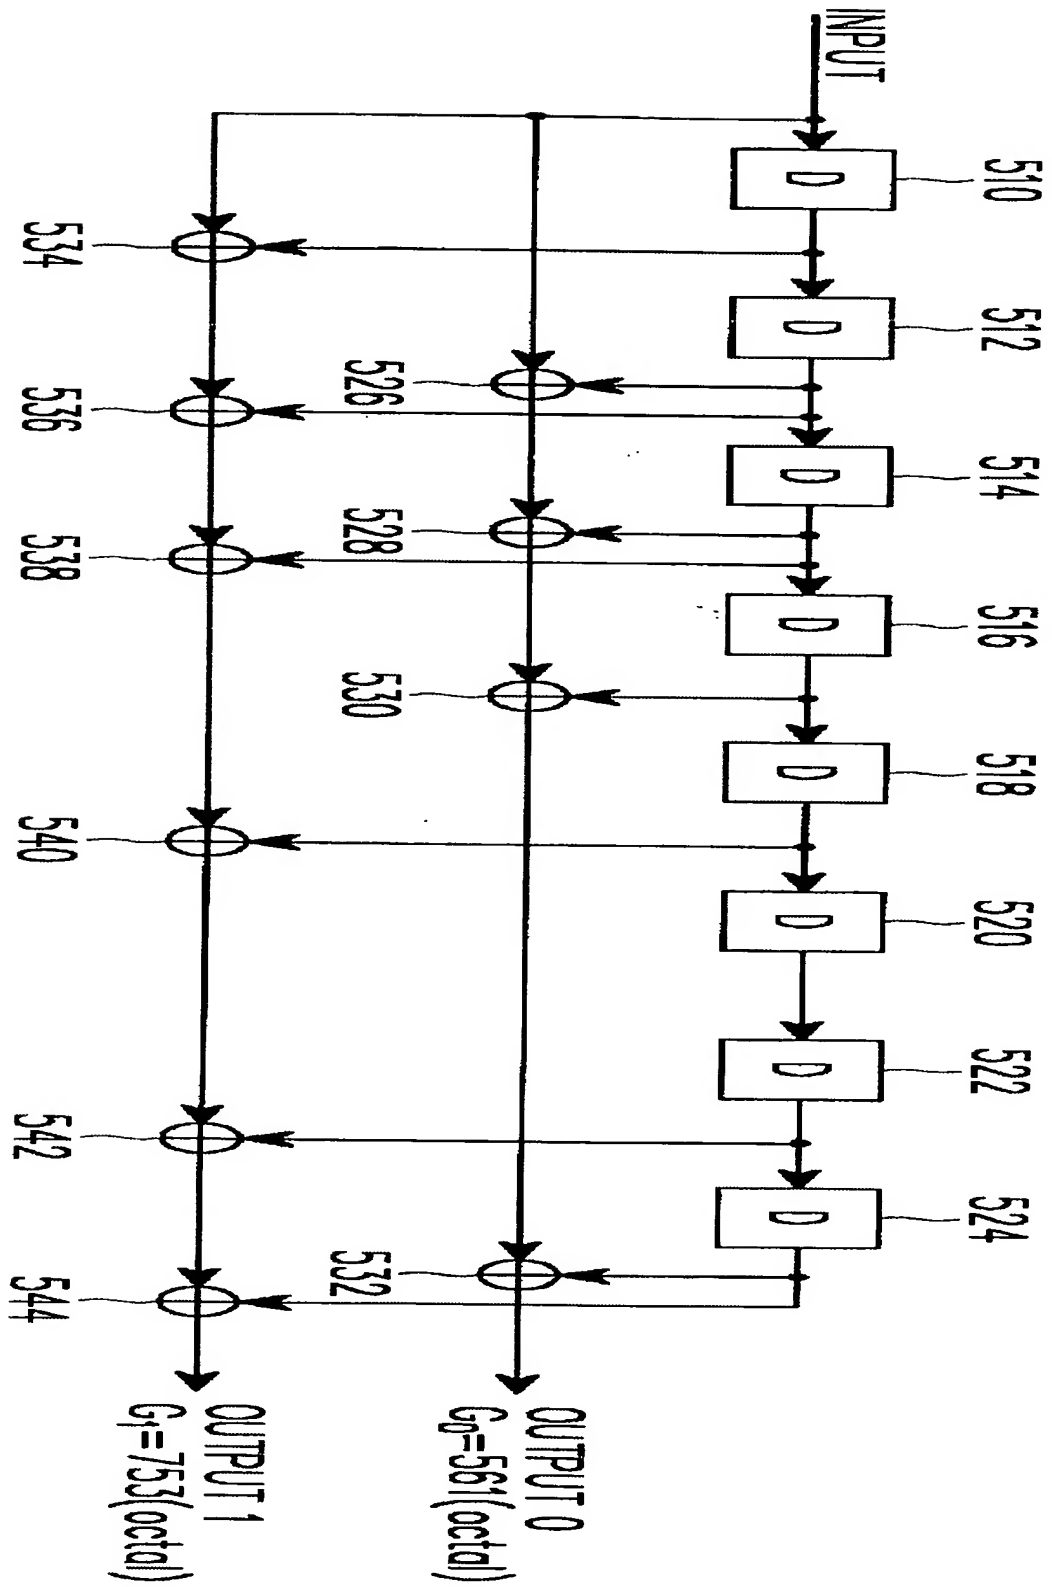 INPUT
510
512
514
516
518
520
522
524
D
D
D
D
D
D
D
D
526
528
530
532
OUTPUT 0
G0=561(octal)
534
536
538
540
542
544
OUTPUT 1
G1=753(octal)